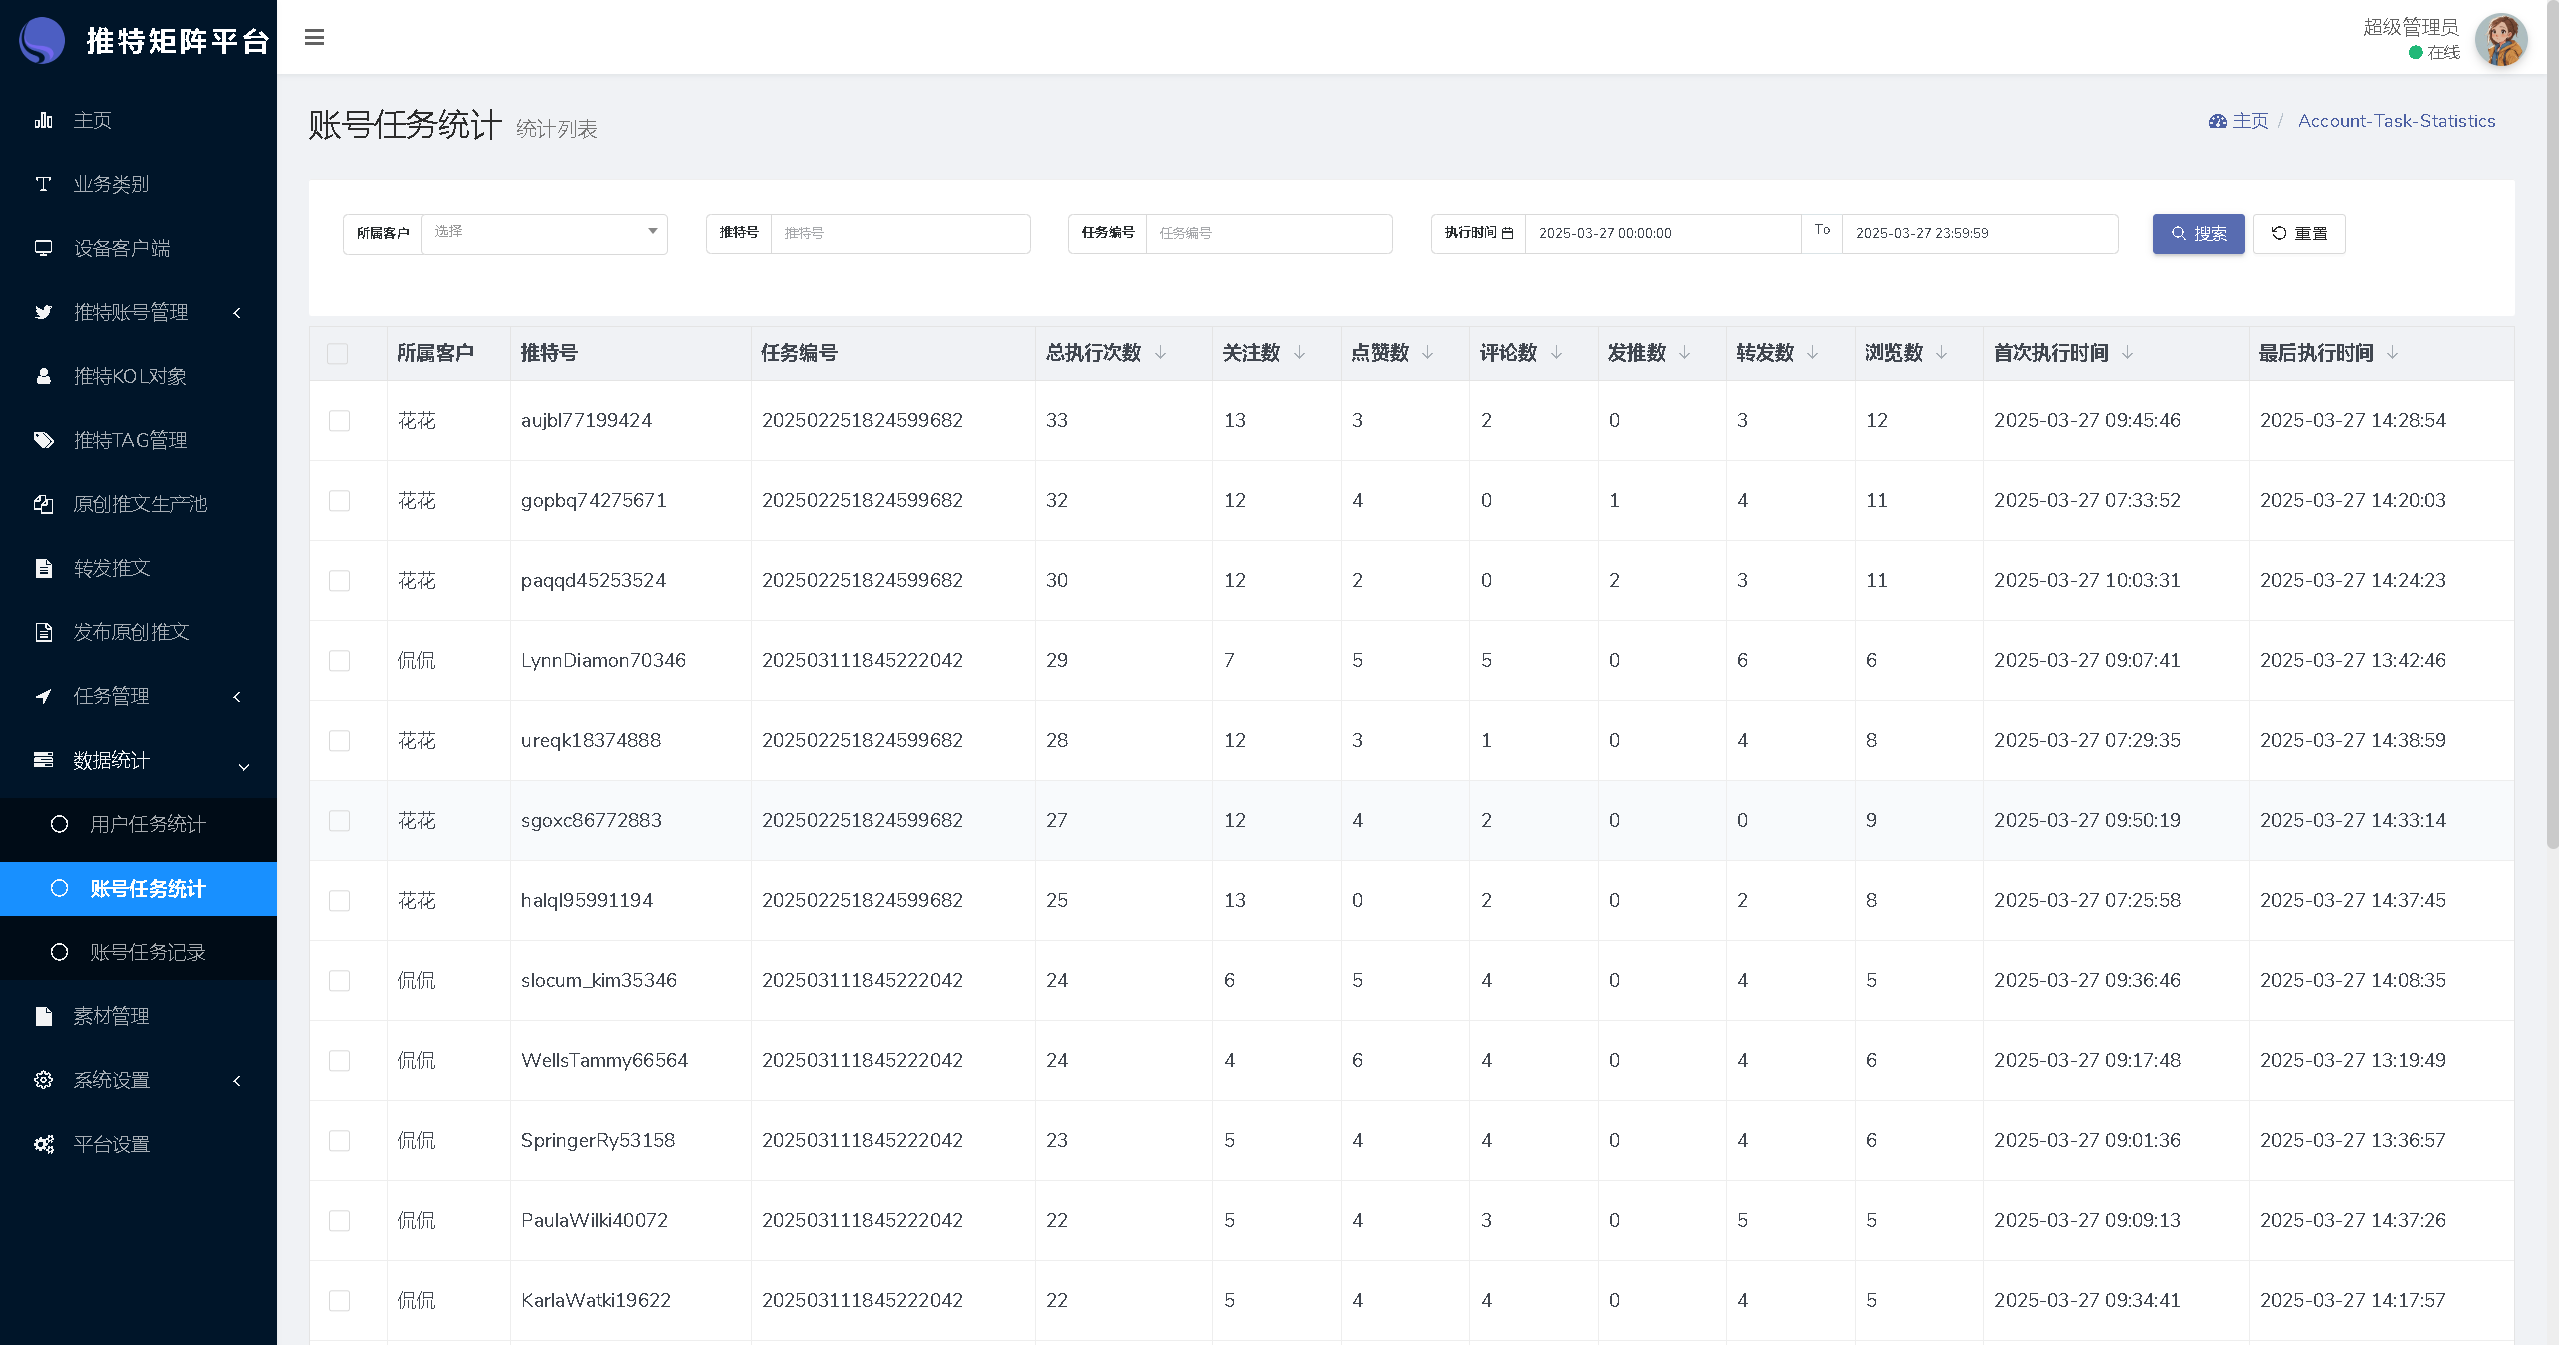 推特矩阵平台
超级管理员
在线
主页
业务类别
设备客户端
推特账号管理
推特KOL对象
推特TAG管理
原创推文生产池
转发推文
发布原创推文
任务管理
数据统计
用户任务统计
账号任务统计
账号任务记录
素材管理
系统设置
平台设置
账号任务统计 统计列表
主页 / Account-Task-Statistics
所属客户 选择 推特号 推特号 任务编号 任务编号 执行时间 2025-03-27 00:00:00 To 2025-03-27 23:59:59 搜索 重置
所属客户 推特号 任务编号 总执行次数 关注数 点赞数 评论数 发推数 转发数 浏览数 首次执行时间 最后执行时间
花花 aujbl77199424 202502251824599682 33 13 3 2 0 3 12 2025-03-27 09:45:46 2025-03-27 14:28:54
花花 gopbq74275671 202502251824599682 32 12 4 0 1 4 11 2025-03-27 07:33:52 2025-03-27 14:20:03
花花 paqqd45253524 202502251824599682 30 12 2 0 2 3 11 2025-03-27 10:03:31 2025-03-27 14:24:23
侃侃 LynnDiamon70346 202503111845222042 29 7 5 5 0 6 6 2025-03-27 09:07:41 2025-03-27 13:42:46
花花 ureqk18374888 202502251824599682 28 12 3 1 0 4 8 2025-03-27 07:29:35 2025-03-27 14:38:59
花花 sgoxc86772883 202502251824599682 27 12 4 2 0 0 9 2025-03-27 09:50:19 2025-03-27 14:33:14
花花 halql95991194 202502251824599682 25 13 0 2 0 2 8 2025-03-27 07:25:58 2025-03-27 14:37:45
侃侃 slocum_kim35346 202503111845222042 24 6 5 4 0 4 5 2025-03-27 09:36:46 2025-03-27 14:08:35
侃侃 WellsTammy66564 202503111845222042 24 4 6 4 0 4 6 2025-03-27 09:17:48 2025-03-27 13:19:49
侃侃 SpringerRy53158 202503111845222042 23 5 4 4 0 4 6 2025-03-27 09:01:36 2025-03-27 13:36:57
侃侃 PaulaWilki40072 202503111845222042 22 5 4 3 0 5 5 2025-03-27 09:09:13 2025-03-27 14:37:26
侃侃 KarlaWatki19622 202503111845222042 22 5 4 4 0 4 5 2025-03-27 09:34:41 2025-03-27 14:17:57